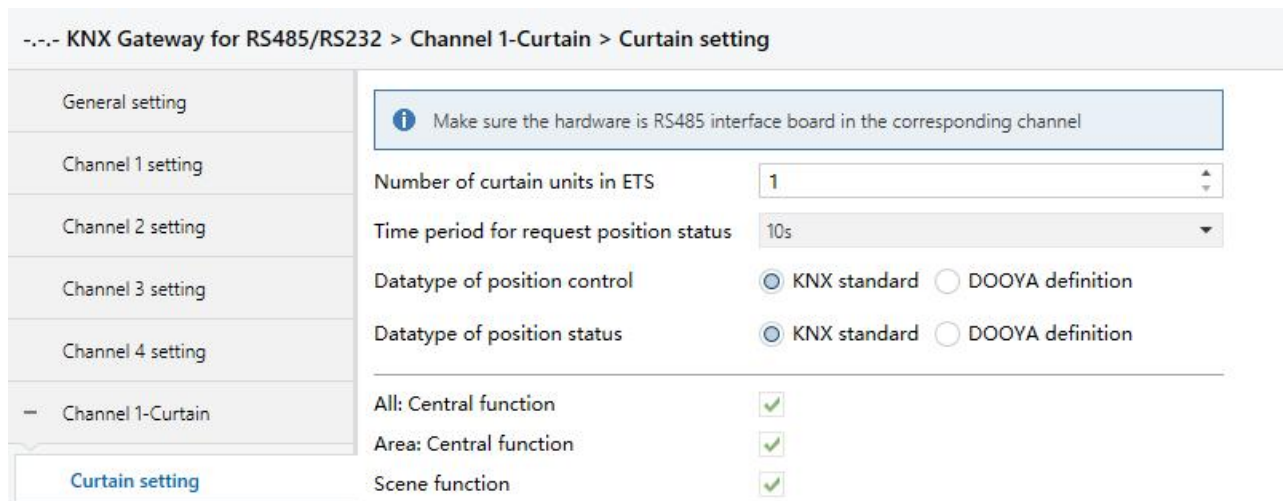 -.-.- KNX Gateway for RS485/RS232 > Channel 1-Curtain > Curtain setting
General setting
Channel 1 setting
Channel 2 setting
Channel 3 setting
Channel 4 setting
Channel 1-Curtain
Curtain setting
Make sure the hardware is RS485 interface board in the corresponding channel
Number of curtain units in ETS 1
Time period for request position status 10s
Datatype of position control KNX standard DOOYA definition
Datatype of position status KNX standard DOOYA definition
All: Central function
Area: Central function
Scene function